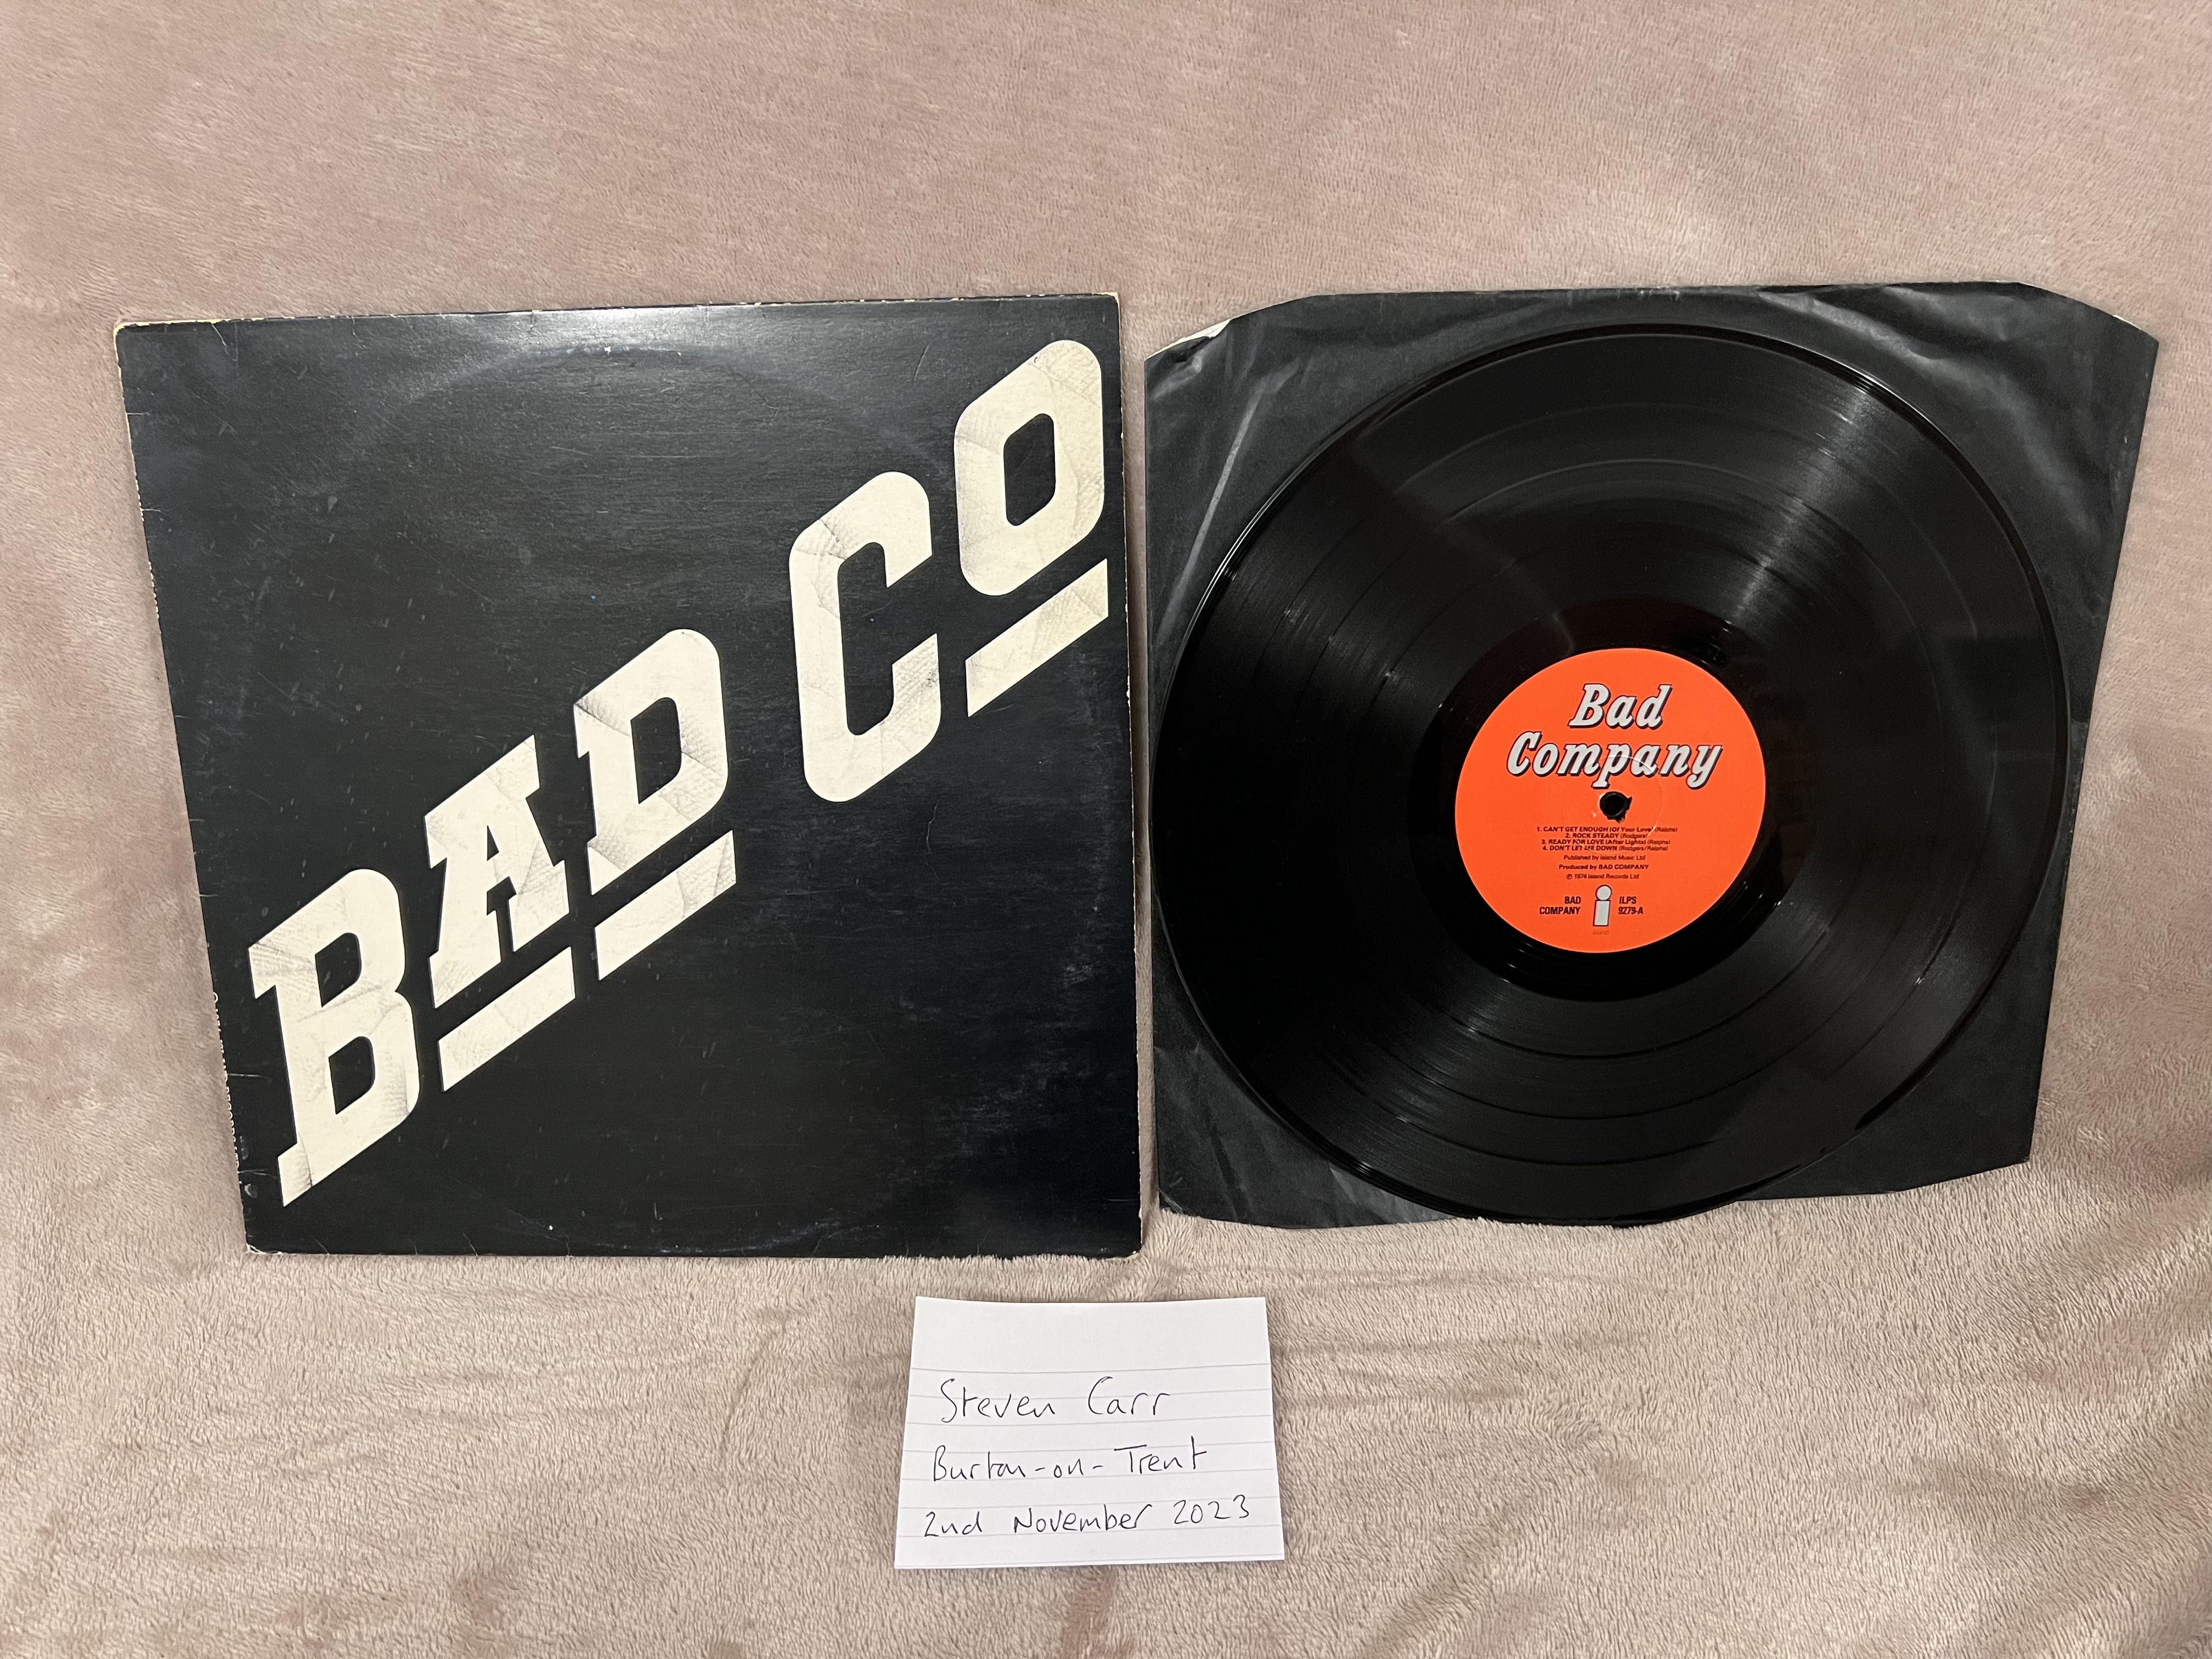 BAD CO
Bad
Company
1. CAN'T GET ENOUGH (Of Your Love) (Ralphs)
2. ROCK STEADY (Rodgers)
3. READY FOR LOVE (After Lights) (Ralphs)
4. DON'T LET ME DOWN (Rodgers/Ralphs)
Published by Island Music Ltd
Produced by BAD COMPANY
℗ 1974 Island Records Ltd
BAD COMPANY
i
ILPS 9279-A
Steven Carr
Burton-on-Trent
2nd November 2023